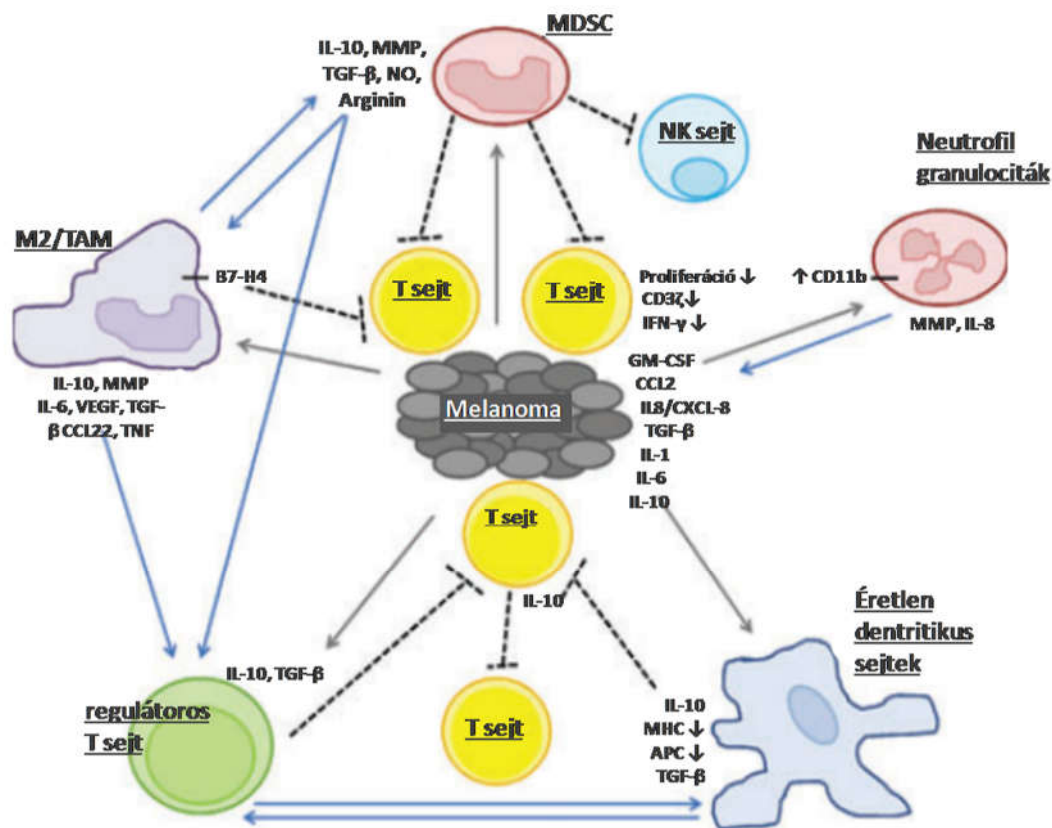 MDSC
IL-10, MMP,
TGF-β, NO,
Arginin
NK sejt
Neutrofil
granulociták
M2/TAM
B7-H4
T sejt
T sejt
Proliferáció ↓
CD3ζ↓
IFN-γ ↓
↑ CD11b
MMP, IL-8
IL-10, MMP
IL-6, VEGF, TGF-
β CCL22, TNF
Melanoma
GM-CSF
CCL2
IL8/CXCL-8
TGF-β
IL-1
IL-6
IL-10
T sejt
IL-10
Éretlen
dentritikus
sejtek
IL-10, TGF-β
regulátoros
T sejt
T sejt
IL-10
MHC ↓
APC ↓
TGF-β